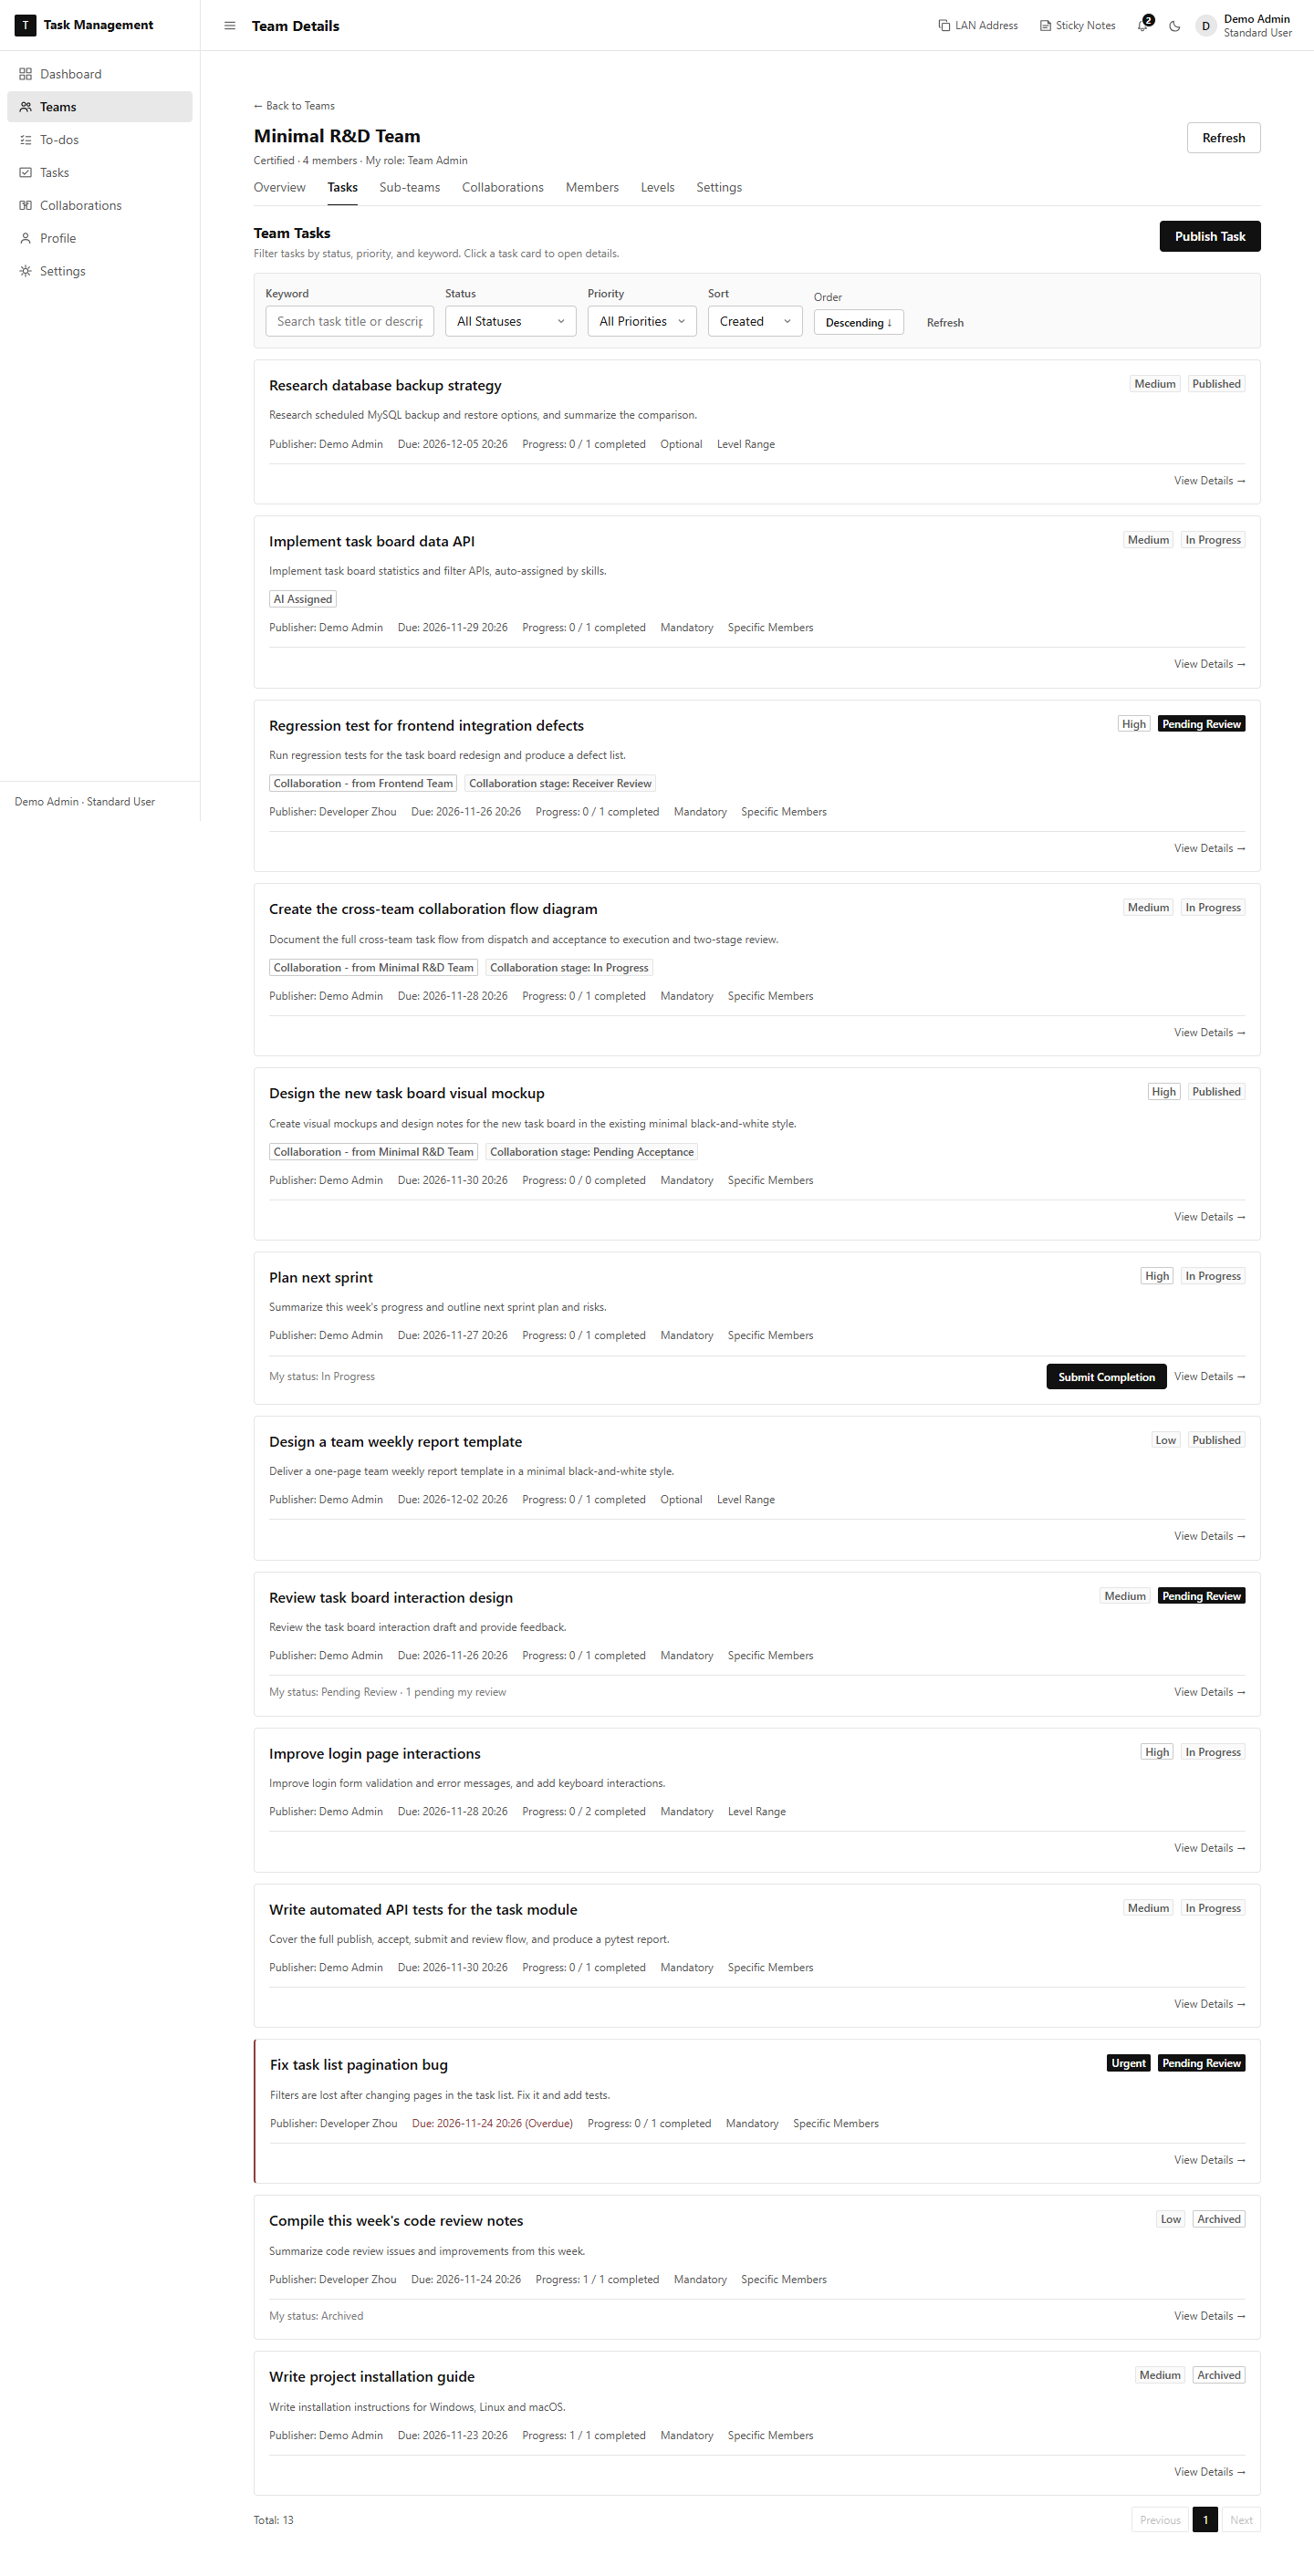 T Task Management
Team Details
LAN Address
Sticky Notes
2
D
Demo Admin
Standard User
Dashboard
Teams
To-dos
Tasks
Collaborations
Profile
Settings
Demo Admin · Standard User
← Back to Teams
Minimal R&D Team
Refresh
Certified · 4 members · My role: Team Admin
Overview Tasks Sub-teams Collaborations Members Levels Settings
Team Tasks
Publish Task
Filter tasks by status, priority, and keyword. Click a task card to open details.
Keyword Status Priority Sort Order
Search task title or descrip All Statuses All Priorities Created Descending ↓ Refresh
Research database backup strategy Medium Published
Research scheduled MySQL backup and restore options, and summarize the comparison.
Publisher: Demo Admin Due: 2026-12-05 20:26 Progress: 0 / 1 completed Optional Level Range
View Details →
Implement task board data API Medium In Progress
Implement task board statistics and filter APIs, auto-assigned by skills.
AI Assigned
Publisher: Demo Admin Due: 2026-11-29 20:26 Progress: 0 / 1 completed Mandatory Specific Members
View Details →
Regression test for frontend integration defects High Pending Review
Run regression tests for the task board redesign and produce a defect list.
Collaboration - from Frontend Team Collaboration stage: Receiver Review
Publisher: Developer Zhou Due: 2026-11-26 20:26 Progress: 0 / 1 completed Mandatory Specific Members
View Details →
Create the cross-team collaboration flow diagram Medium In Progress
Document the full cross-team task flow from dispatch and acceptance to execution and two-stage review.
Collaboration - from Minimal R&D Team Collaboration stage: In Progress
Publisher: Demo Admin Due: 2026-11-28 20:26 Progress: 0 / 1 completed Mandatory Specific Members
View Details →
Design the new task board visual mockup High Published
Create visual mockups and design notes for the new task board in the existing minimal black-and-white style.
Collaboration - from Minimal R&D Team Collaboration stage: Pending Acceptance
Publisher: Demo Admin Due: 2026-11-30 20:26 Progress: 0 / 0 completed Mandatory Specific Members
View Details →
Plan next sprint High In Progress
Summarize this week's progress and outline next sprint plan and risks.
Publisher: Demo Admin Due: 2026-11-27 20:26 Progress: 0 / 1 completed Mandatory Specific Members
My status: In Progress Submit Completion View Details →
Design a team weekly report template Low Published
Deliver a one-page team weekly report template in a minimal black-and-white style.
Publisher: Demo Admin Due: 2026-12-02 20:26 Progress: 0 / 1 completed Optional Level Range
View Details →
Review task board interaction design Medium Pending Review
Review the task board interaction draft and provide feedback.
Publisher: Demo Admin Due: 2026-11-26 20:26 Progress: 0 / 1 completed Mandatory Specific Members
My status: Pending Review · 1 pending my review View Details →
Improve login page interactions High In Progress
Improve login form validation and error messages, and add keyboard interactions.
Publisher: Demo Admin Due: 2026-11-28 20:26 Progress: 0 / 2 completed Mandatory Level Range
View Details →
Write automated API tests for the task module Medium In Progress
Cover the full publish, accept, submit and review flow, and produce a pytest report.
Publisher: Demo Admin Due: 2026-11-30 20:26 Progress: 0 / 1 completed Mandatory Specific Members
View Details →
Fix task list pagination bug Urgent Pending Review
Filters are lost after changing pages in the task list. Fix it and add tests.
Publisher: Developer Zhou Due: 2026-11-24 20:26 (Overdue) Progress: 0 / 1 completed Mandatory Specific Members
View Details →
Compile this week's code review notes Low Archived
Summarize code review issues and improvements from this week.
Publisher: Developer Zhou Due: 2026-11-24 20:26 Progress: 1 / 1 completed Mandatory Specific Members
My status: Archived View Details →
Write project installation guide Medium Archived
Write installation instructions for Windows, Linux and macOS.
Publisher: Demo Admin Due: 2026-11-23 20:26 Progress: 1 / 1 completed Mandatory Specific Members
View Details →
Total: 13 Previous 1 Next